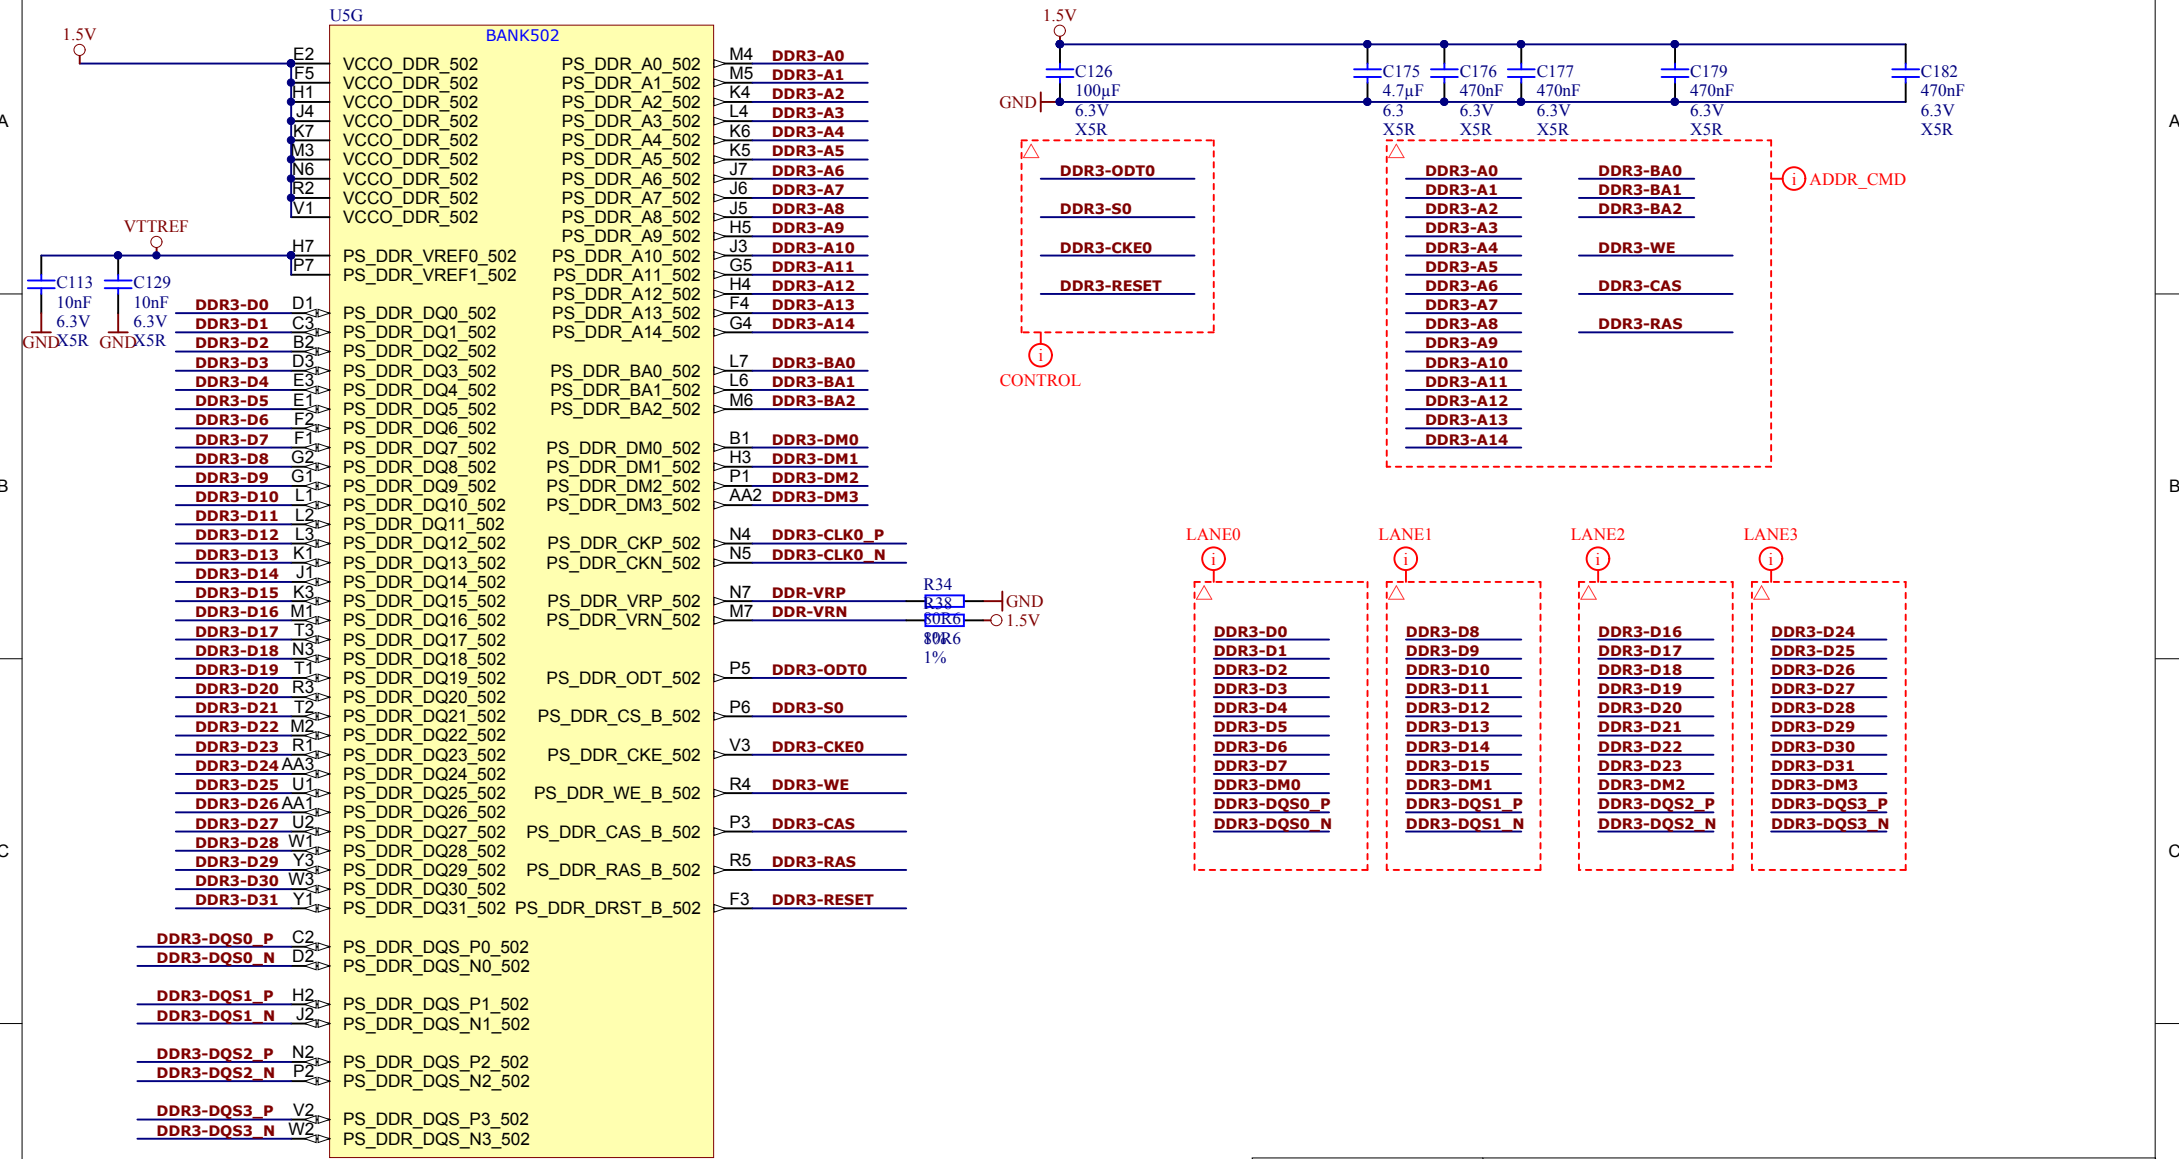 U5G
BANK502
1.5V
E2 VCCO_DDR_502
F5 VCCO_DDR_502
H1 VCCO_DDR_502
J4 VCCO_DDR_502
K7 VCCO_DDR_502
M3 VCCO_DDR_502
N6 VCCO_DDR_502
R2 VCCO_DDR_502
V1 VCCO_DDR_502
VTTREF
H7 PS_DDR_VREF0_502
P7 PS_DDR_VREF1_502
C113
10nF
6.3V
X5R
GND
C129
10nF
6.3V
X5R
GND
DDR3-D0 D1 PS_DDR_DQ0_502
DDR3-D1 C3 PS_DDR_DQ1_502
DDR3-D2 B2 PS_DDR_DQ2_502
DDR3-D3 D3 PS_DDR_DQ3_502
DDR3-D4 E3 PS_DDR_DQ4_502
DDR3-D5 E1 PS_DDR_DQ5_502
DDR3-D6 F2 PS_DDR_DQ6_502
DDR3-D7 F1 PS_DDR_DQ7_502
DDR3-D8 G2 PS_DDR_DQ8_502
DDR3-D9 G1 PS_DDR_DQ9_502
DDR3-D10 L1 PS_DDR_DQ10_502
DDR3-D11 L2 PS_DDR_DQ11_502
DDR3-D12 L3 PS_DDR_DQ12_502
DDR3-D13 K1 PS_DDR_DQ13_502
DDR3-D14 J1 PS_DDR_DQ14_502
DDR3-D15 K3 PS_DDR_DQ15_502
DDR3-D16 M1 PS_DDR_DQ16_502
DDR3-D17 T3 PS_DDR_DQ17_502
DDR3-D18 N3 PS_DDR_DQ18_502
DDR3-D19 T1 PS_DDR_DQ19_502
DDR3-D20 R3 PS_DDR_DQ20_502
DDR3-D21 T2 PS_DDR_DQ21_502
DDR3-D22 M2 PS_DDR_DQ22_502
DDR3-D23 R1 PS_DDR_DQ23_502
DDR3-D24 AA3 PS_DDR_DQ24_502
DDR3-D25 U1 PS_DDR_DQ25_502
DDR3-D26 AA1 PS_DDR_DQ26_502
DDR3-D27 U2 PS_DDR_DQ27_502
DDR3-D28 W1 PS_DDR_DQ28_502
DDR3-D29 Y3 PS_DDR_DQ29_502
DDR3-D30 W3 PS_DDR_DQ30_502
DDR3-D31 Y1 PS_DDR_DQ31_502
DDR3-DQS0_P C2 PS_DDR_DQS_P0_502
DDR3-DQS0_N D2 PS_DDR_DQS_N0_502
DDR3-DQS1_P H2 PS_DDR_DQS_P1_502
DDR3-DQS1_N J2 PS_DDR_DQS_N1_502
DDR3-DQS2_P N2 PS_DDR_DQS_P2_502
DDR3-DQS2_N P2 PS_DDR_DQS_N2_502
DDR3-DQS3_P V2 PS_DDR_DQS_P3_502
DDR3-DQS3_N W2 PS_DDR_DQS_N3_502
PS_DDR_A0_502 M4 DDR3-A0
PS_DDR_A1_502 M5 DDR3-A1
PS_DDR_A2_502 K4 DDR3-A2
PS_DDR_A3_502 L4 DDR3-A3
PS_DDR_A4_502 K6 DDR3-A4
PS_DDR_A5_502 K5 DDR3-A5
PS_DDR_A6_502 J7 DDR3-A6
PS_DDR_A7_502 J6 DDR3-A7
PS_DDR_A8_502 J5 DDR3-A8
PS_DDR_A9_502 H5 DDR3-A9
PS_DDR_A10_502 J3 DDR3-A10
PS_DDR_A11_502 G5 DDR3-A11
PS_DDR_A12_502 H4 DDR3-A12
PS_DDR_A13_502 F4 DDR3-A13
PS_DDR_A14_502 G4 DDR3-A14
PS_DDR_BA0_502 L7 DDR3-BA0
PS_DDR_BA1_502 L6 DDR3-BA1
PS_DDR_BA2_502 M6 DDR3-BA2
PS_DDR_DM0_502 B1 DDR3-DM0
PS_DDR_DM1_502 H3 DDR3-DM1
PS_DDR_DM2_502 P1 DDR3-DM2
PS_DDR_DM3_502 AA2 DDR3-DM3
PS_DDR_CKP_502 N4 DDR3-CLK0_P
PS_DDR_CKN_502 N5 DDR3-CLK0_N
PS_DDR_VRP_502 N7 DDR-VRP
PS_DDR_VRN_502 M7 DDR-VRN
R34
GND
R38
80R6
1.5V
1%
80R6
1%
PS_DDR_ODT_502 P5 DDR3-ODT0
PS_DDR_CS_B_502 P6 DDR3-S0
PS_DDR_CKE_502 V3 DDR3-CKE0
PS_DDR_WE_B_502 R4 DDR3-WE
PS_DDR_CAS_B_502 P3 DDR3-CAS
PS_DDR_RAS_B_502 R5 DDR3-RAS
PS_DDR_DRST_B_502 F3 DDR3-RESET
1.5V
GND
C126
100µF
6.3V
X5R
C175
4.7µF
6.3
X5R
C176
470nF
6.3V
X5R
C177
470nF
6.3V
X5R
C179
470nF
6.3V
X5R
C182
470nF
6.3V
X5R
DDR3-ODT0
DDR3-S0
DDR3-CKE0
DDR3-RESET
i
CONTROL
DDR3-A0
DDR3-A1
DDR3-A2
DDR3-A3
DDR3-A4
DDR3-A5
DDR3-A6
DDR3-A7
DDR3-A8
DDR3-A9
DDR3-A10
DDR3-A11
DDR3-A12
DDR3-A13
DDR3-A14
DDR3-BA0
DDR3-BA1
DDR3-BA2
DDR3-WE
DDR3-CAS
DDR3-RAS
i ADDR_CMD
LANE0
i
DDR3-D0
DDR3-D1
DDR3-D2
DDR3-D3
DDR3-D4
DDR3-D5
DDR3-D6
DDR3-D7
DDR3-DM0
DDR3-DQS0_P
DDR3-DQS0_N
LANE1
i
DDR3-D8
DDR3-D9
DDR3-D10
DDR3-D11
DDR3-D12
DDR3-D13
DDR3-D14
DDR3-D15
DDR3-DM1
DDR3-DQS1_P
DDR3-DQS1_N
LANE2
i
DDR3-D16
DDR3-D17
DDR3-D18
DDR3-D19
DDR3-D20
DDR3-D21
DDR3-D22
DDR3-D23
DDR3-DM2
DDR3-DQS2_P
DDR3-DQS2_N
LANE3
i
DDR3-D24
DDR3-D25
DDR3-D26
DDR3-D27
DDR3-D28
DDR3-D29
DDR3-D30
DDR3-D31
DDR3-DM3
DDR3-DQS3_P
DDR3-DQS3_N
A
B
C
A
B
C